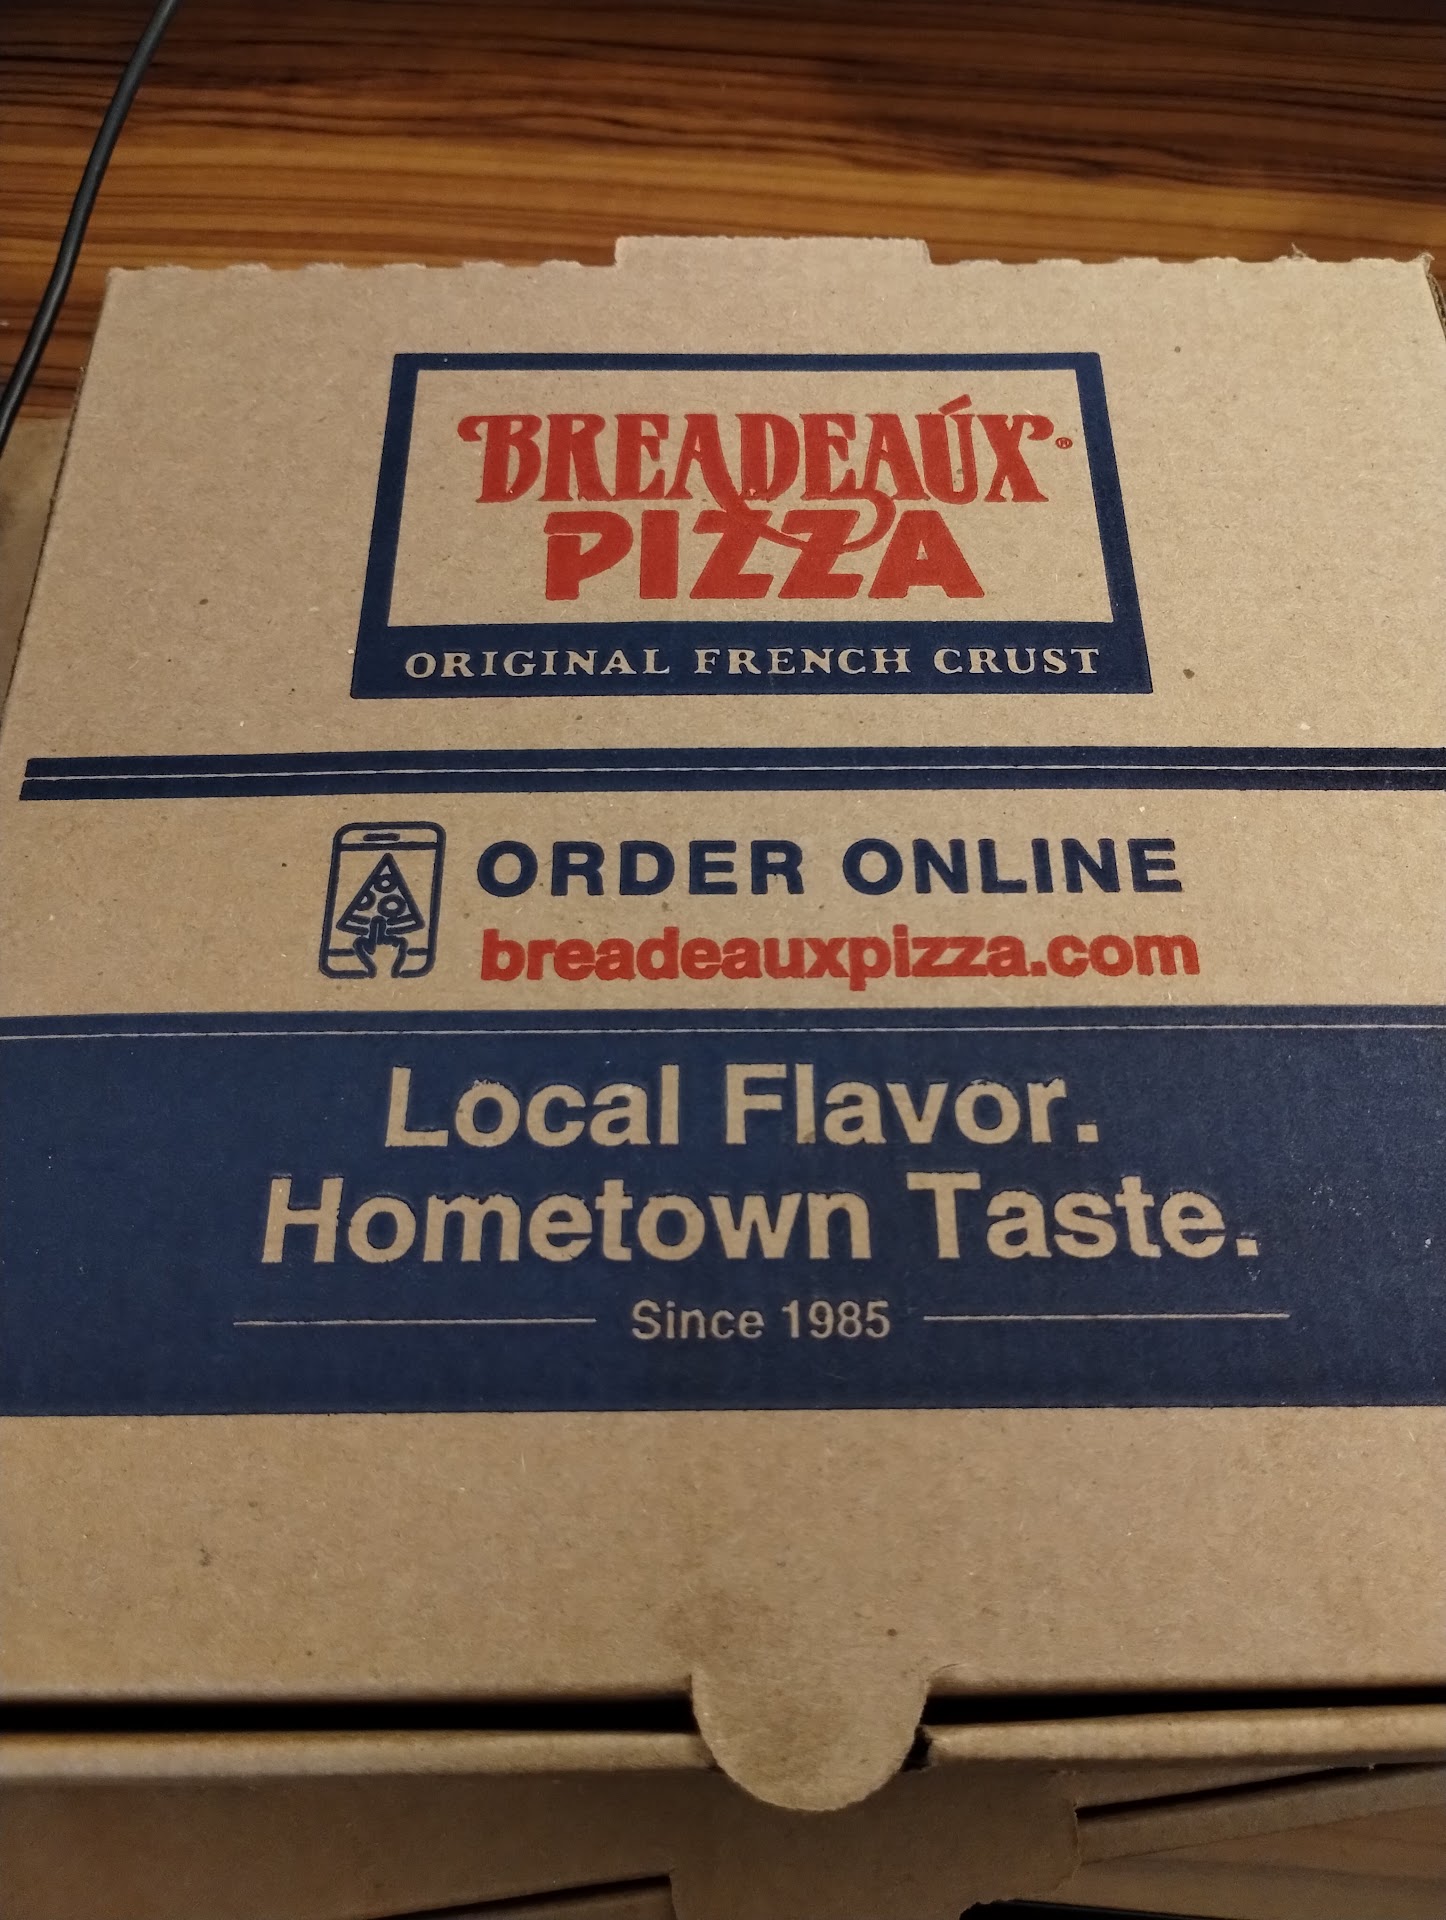 BREADEAÚX®
PIZZA
ORIGINAL FRENCH CRUST
ORDER ONLINE
breadeauxpizza.com
Local Flavor.
Hometown Taste.
Since 1985